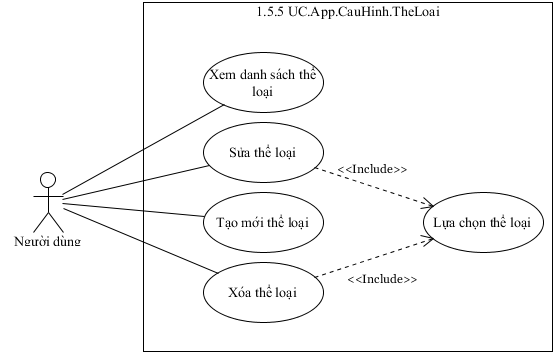 1.5.5 UC.App.CauHinh.TheLoai
Xem danh sách thể
loại
Sửa thể loại
<<Include>>
Người dùng
Tạo mới thể loại
Lựa chọn thể loại
Xóa thể loại
<<Include>>